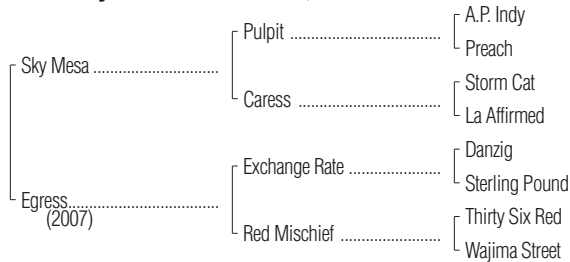 A.P. Indy
Pulpit
Preach
Sky Mesa
Storm Cat
Caress
La Affirmed
Danzig
Exchange Rate
Sterling Pound
Egress
(2007)
Thirty Six Red
Red Mischief
Wajima Street